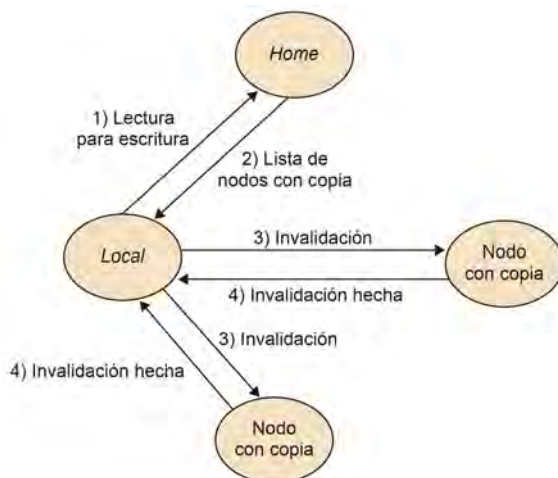 Home
1) Lectura
para escritura
2) Lista de
nodos con copia
Local
3) Invalidación
Nodo
con copia
4) Invalidación hecha
3) Invalidación
4) Invalidación hecha
Nodo
con copia